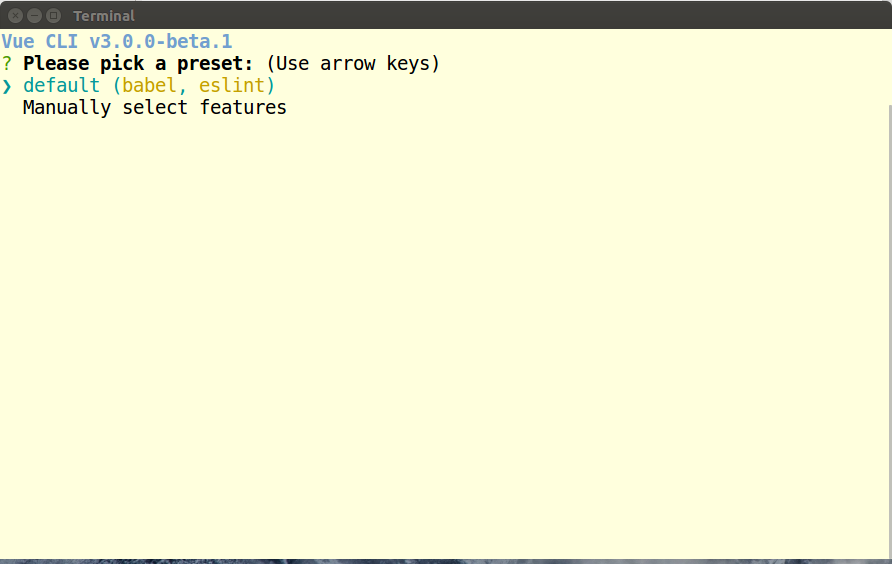 Terminal
Vue CLI v3.0.0-beta.1
? Please pick a preset: (Use arrow keys)
❯ default (babel, eslint)
Manually select features